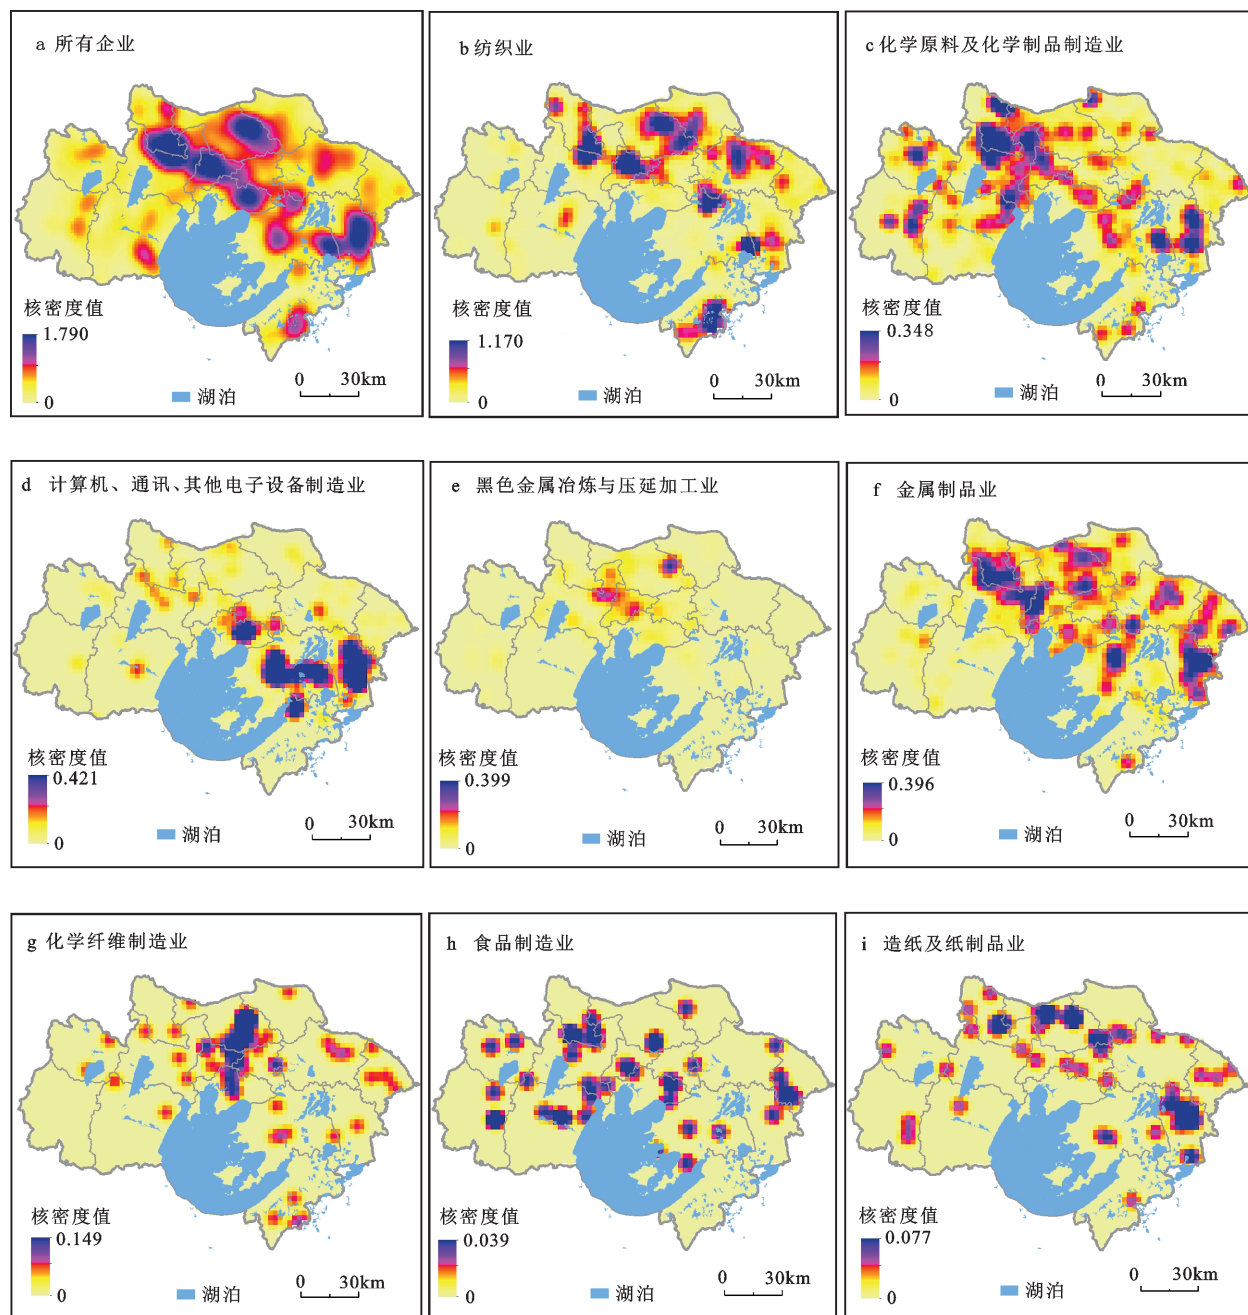 a 所有企业
核密度值
1.790
0
湖泊
0 30km
b 纺织业
核密度值
1.170
0
湖泊
0 30km
c 化学原料及化学制品制造业
核密度值
0.348
0
湖泊
0 30km
d 计算机、通讯、其他电子设备制造业
核密度值
0.421
0
湖泊
0 30km
e 黑色金属冶炼与压延加工业
核密度值
0.399
0
湖泊
0 30km
f 金属制品业
核密度值
0.396
0
湖泊
0 30km
g 化学纤维制造业
核密度值
0.149
0
湖泊
0 30km
h 食品制造业
核密度值
0.039
0
湖泊
0 30km
i 造纸及纸制品业
核密度值
0.077
0
湖泊
0 30km